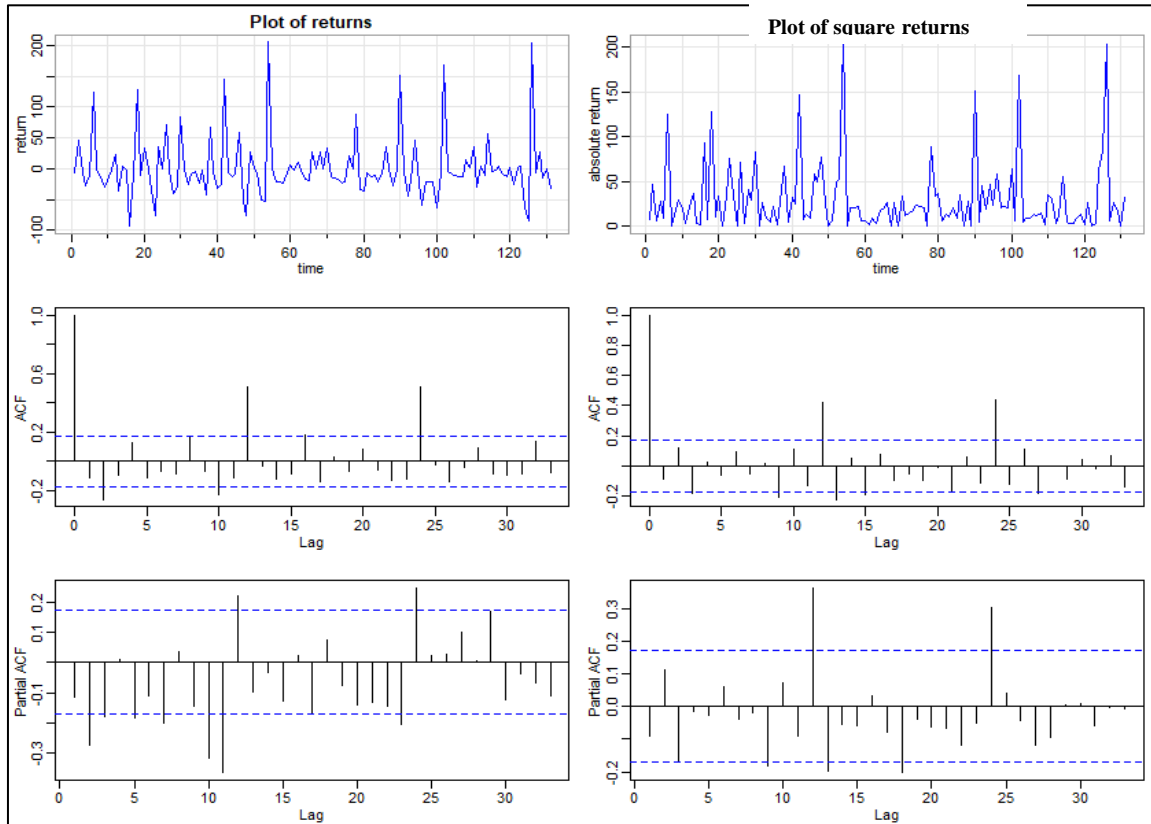 Plot of returns
Plot of square returns
return
200
100
50
0
-100
0 20 40 60 80 100 120
time
absolute return
200
150
100
50
0
0 20 40 60 80 100 120
time
ACF
1.0
0.6
0.2
-0.2
0 5 10 15 20 25 30
Lag
ACF
1.0
0.8
0.6
0.4
0.2
-0.2
0 5 10 15 20 25 30
Lag
Partial ACF
0.2
0.1
-0.1
-0.3
0 5 10 15 20 25 30
Lag
Partial ACF
0.3
0.2
0.1
0.0
-0.2
0 5 10 15 20 25 30
Lag